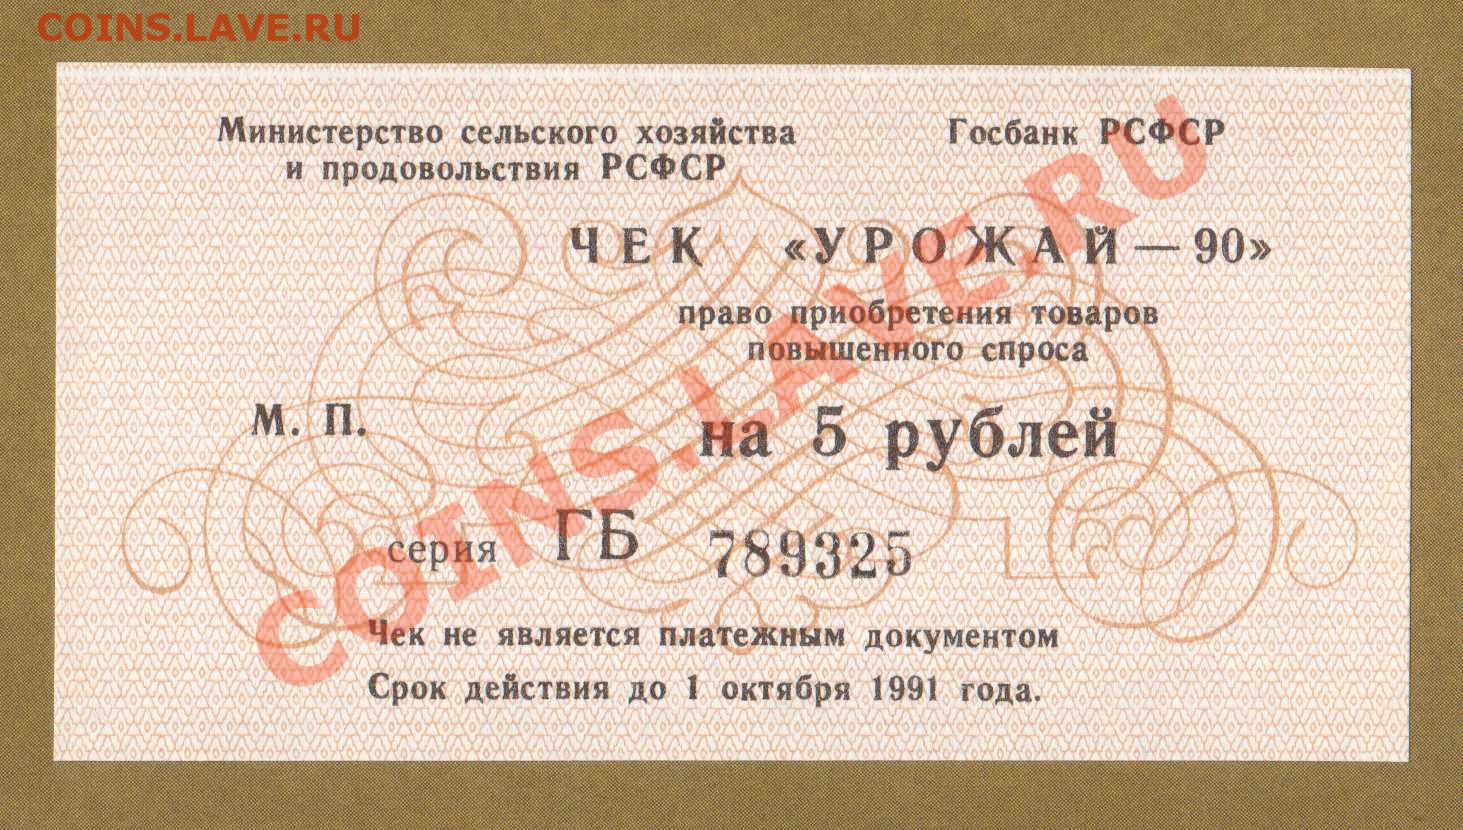 COINS.LAVE.RU
Министерство сельского хозяйства
и продовольствия РСФСР
Госбанк РСФСР
ЧЕК «УРОЖАЙ — 90»
право приобретения товаров
повышенного спроса
М. П.
на 5 рублей
серия ГБ 789325
Чек не является платежным документом
Срок действия до 1 октября 1991 года.
COINS.LAVE.RU